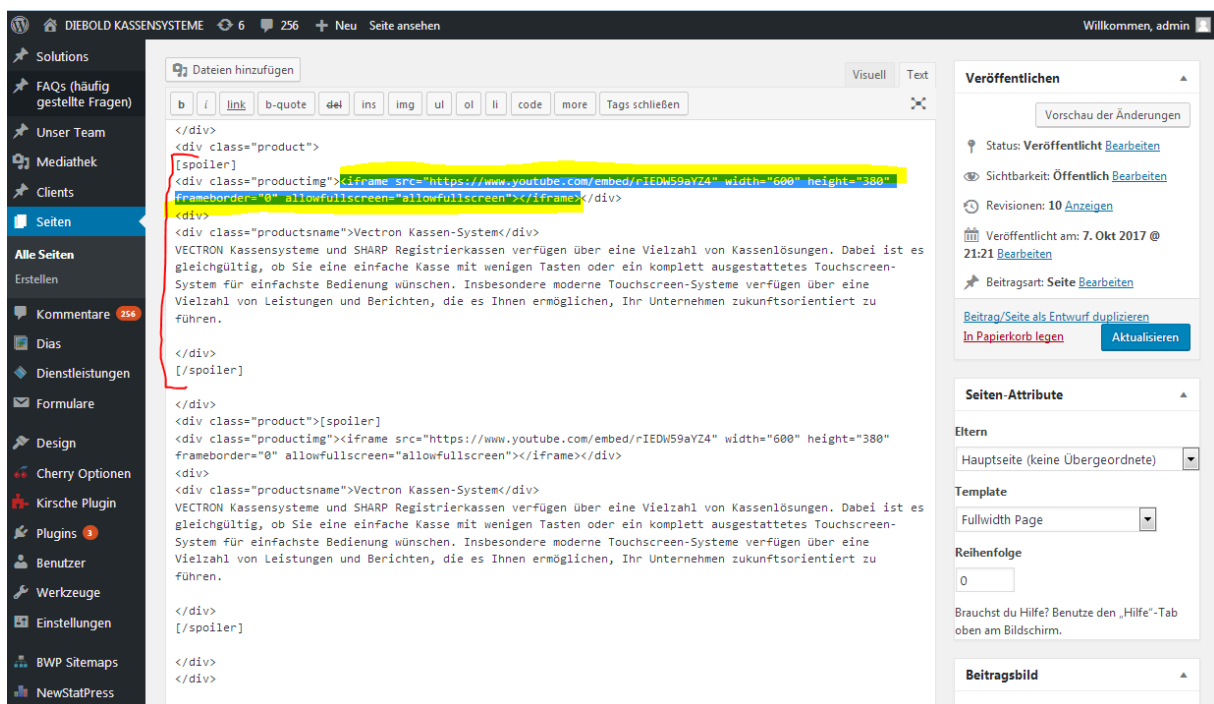 DIEBOLD KASSENSYSTEME 6 256 + Neu Seite ansehen Willkommen, admin
Solutions
FAQs (häufig
gestellte Fragen)
Unser Team
Mediathek
Clients
Seiten
Alle Seiten
Erstellen
Kommentare 256
Dias
Dienstleistungen
Formulare
Design
Cherry Optionen
Kirsche Plugin
Plugins 3
Benutzer
Werkzeuge
Einstellungen
BWP Sitemaps
NewStatPress
Dateien hinzufügen
Visuell Text
b i link b-quote del ins img ul ol li code more Tags schließen
</div>
<div class="product">
[spoiler]
<div class="productimg"><iframe src="https://www.youtube.com/embed/rIEDW59aYZ4" width="600" height="380"
frameborder="0" allowfullscreen="allowfullscreen"></iframe></div>
<div>
<div class="productsname">Vectron Kassen-System</div>
VECTRON Kassensysteme und SHARP Registrierkassen verfügen über eine Vielzahl von Kassenlösungen. Dabei ist es
gleichgültig, ob Sie eine einfache Kasse mit wenigen Tasten oder ein komplett ausgestattetes Touchscreen-
System für einfachste Bedienung wünschen. Insbesondere moderne Touchscreen-Systeme verfügen über eine
Vielzahl von Leistungen und Berichten, die es Ihnen ermöglichen, Ihr Unternehmen zukunftsorientiert zu
führen.
</div>
[/spoiler]
</div>
<div class="product">[spoiler]
<div class="productimg"><iframe src="https://www.youtube.com/embed/rIEDW59aYZ4" width="600" height="380"
frameborder="0" allowfullscreen="allowfullscreen"></iframe></div>
<div>
<div class="productsname">Vectron Kassen-System</div>
VECTRON Kassensysteme und SHARP Registrierkassen verfügen über eine Vielzahl von Kassenlösungen. Dabei ist es
gleichgültig, ob Sie eine einfache Kasse mit wenigen Tasten oder ein komplett ausgestattetes Touchscreen-
System für einfachste Bedienung wünschen. Insbesondere moderne Touchscreen-Systeme verfügen über eine
Vielzahl von Leistungen und Berichten, die es Ihnen ermöglichen, Ihr Unternehmen zukunftsorientiert zu
führen.
</div>
[/spoiler]
</div>
</div>
Veröffentlichen
Vorschau der Änderungen
Status: Veröffentlicht Bearbeiten
Sichtbarkeit: Öffentlich Bearbeiten
Revisionen: 10 Anzeigen
Veröffentlicht am: 7. Okt 2017 @
21:21 Bearbeiten
Beitragsart: Seite Bearbeiten
Beitrag/Seite als Entwurf duplizieren
In Papierkorb legen Aktualisieren
Seiten-Attribute
Eltern
Hauptseite (keine Übergeordnete)
Template
Fullwidth Page
Reihenfolge
0
Brauchst du Hilfe? Benutze den „Hilfe“-Tab
oben am Bildschirm.
Beitragsbild